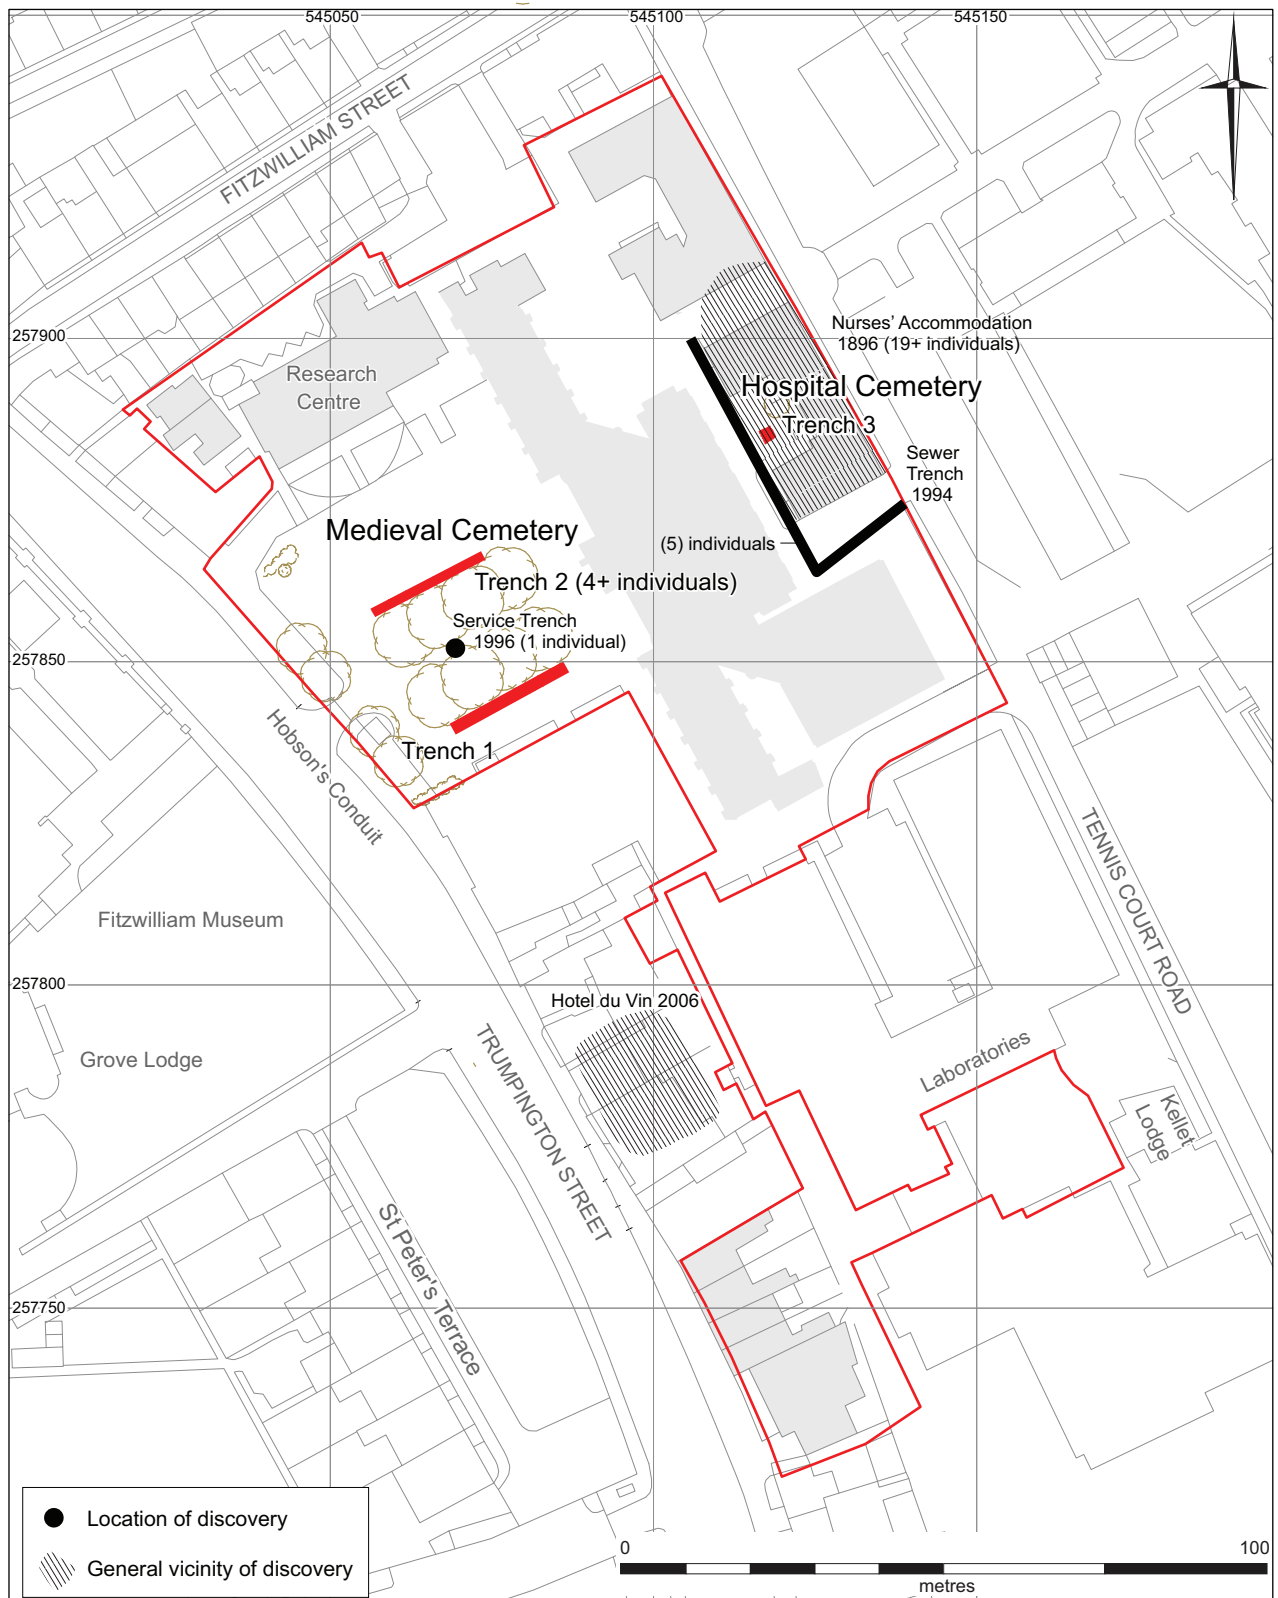 545050
545100
545150
FITZWILLIAM STREET
257900
Nurses' Accommodation
1896 (19+ individuals)
Research
Centre
Hospital Cemetery
Trench 3
Sewer
Trench
1994
Medieval Cemetery
(5) individuals
Trench 2 (4+ individuals)
Service Trench
1996 (1 individual)
257850
Hobson's Conduit
Trench 1
TENNIS COURT ROAD
Fitzwilliam Museum
257800
Hotel du Vin 2006
Grove Lodge
TRUMPINGTON STREET
Laboratories
Kellet
Lodge
St Peter's Terrace
257750
Location of discovery
General vicinity of discovery
0
100
metres